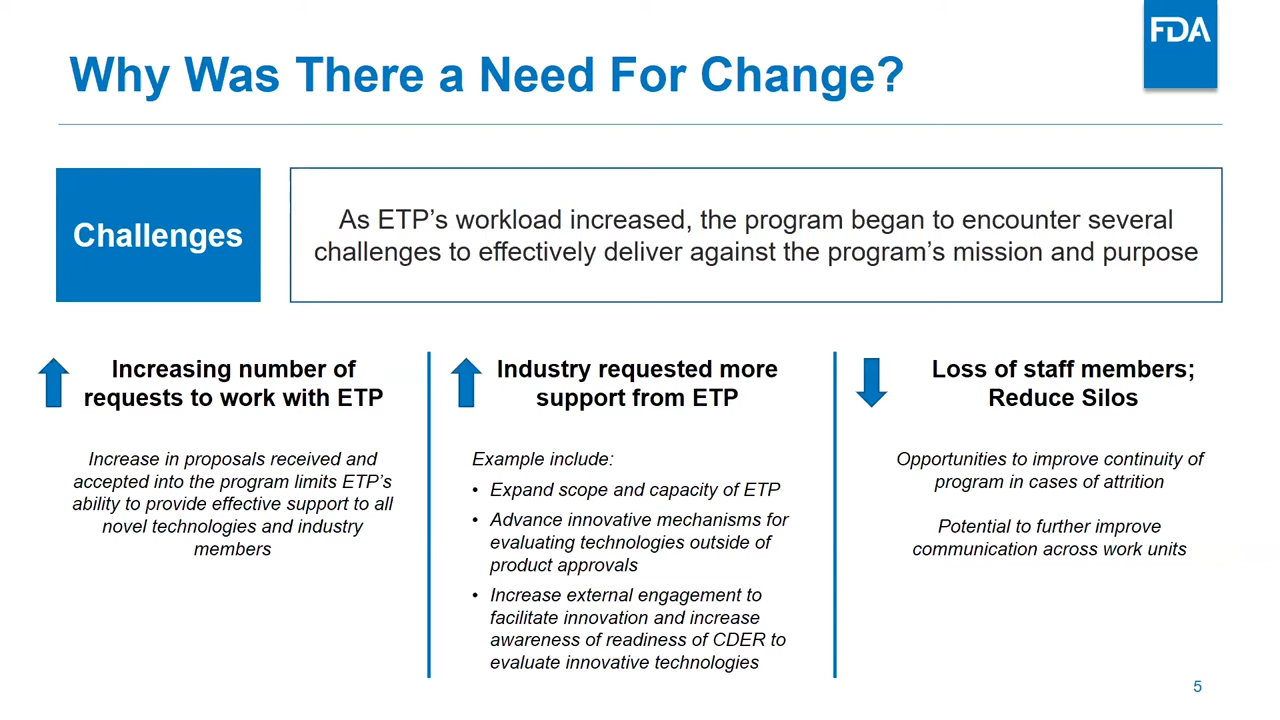 FDA
Why Was There a Need For Change?
Challenges
As ETP’s workload increased, the program began to encounter several
challenges to effectively deliver against the program’s mission and purpose
Increasing number of
requests to work with ETP
Increase in proposals received and
accepted into the program limits ETP’s
ability to provide effective support to all
novel technologies and industry
members
Industry requested more
support from ETP
Example include:
• Expand scope and capacity of ETP
• Advance innovative mechanisms for
evaluating technologies outside of
product approvals
• Increase external engagement to
facilitate innovation and increase
awareness of readiness of CDER to
evaluate innovative technologies
Loss of staff members;
Reduce Silos
Opportunities to improve continuity of
program in cases of attrition
Potential to further improve
communication across work units
5